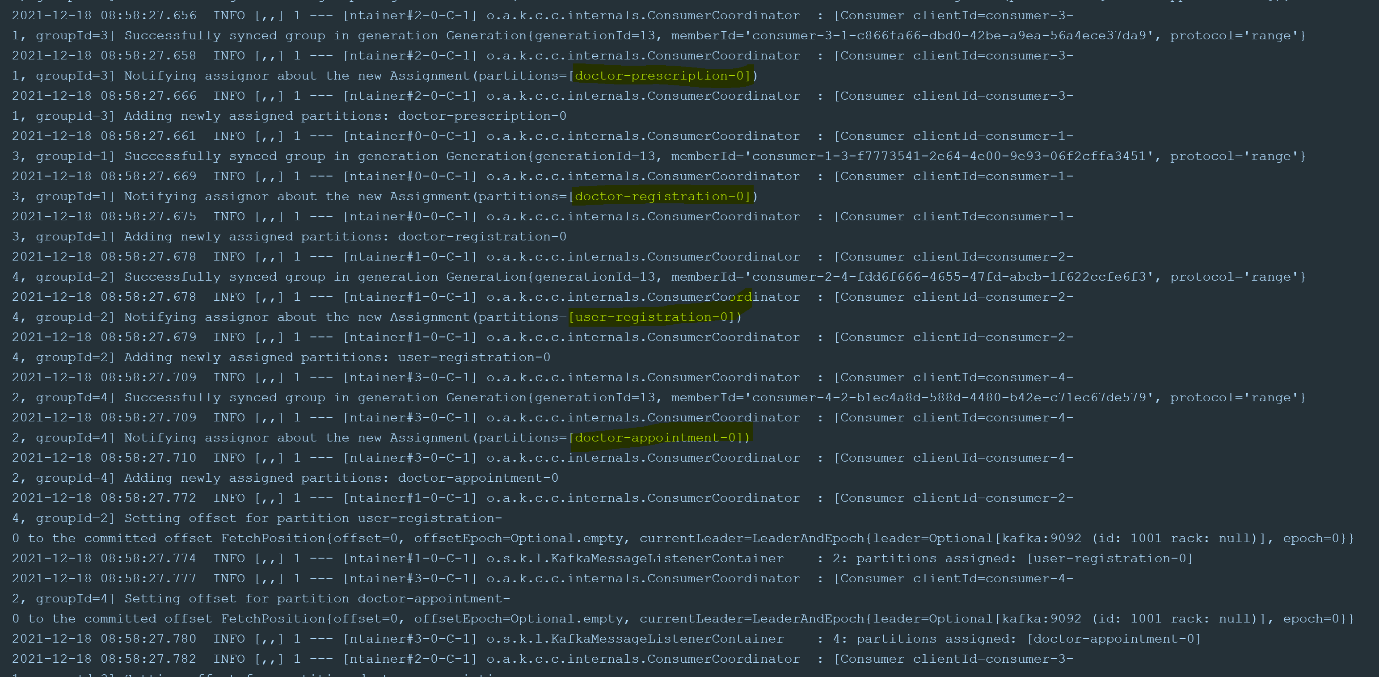 2021-12-18 08:58:27.656  INFO [,,] 1 --- [ntainer#2-0-C-1] o.a.k.c.c.internals.ConsumerCoordinator  : [Consumer clientId=consumer-3-
1, groupId=3] Successfully synced group in generation Generation{generationId=13, memberId='consumer-3-1-c866fa66-dbd0-42be-a9ea-56a4ece37da9', protocol='range'}
2021-12-18 08:58:27.658  INFO [,,] 1 --- [ntainer#2-0-C-1] o.a.k.c.c.internals.ConsumerCoordinator  : [Consumer clientId=consumer-3-
1, groupId=3] Notifying assignor about the new Assignment(partitions=[doctor-prescription-0])
2021-12-18 08:58:27.666  INFO [,,] 1 --- [ntainer#2-0-C-1] o.a.k.c.c.internals.ConsumerCoordinator  : [Consumer clientId=consumer-3-
1, groupId=3] Adding newly assigned partitions: doctor-prescription-0
2021-12-18 08:58:27.661  INFO [,,] 1 --- [ntainer#0-0-C-1] o.a.k.c.c.internals.ConsumerCoordinator  : [Consumer clientId=consumer-1-
3, groupId=1] Successfully synced group in generation Generation{generationId=13, memberId='consumer-1-3-f7773541-2e64-4e00-9e93-06f2cffa3451', protocol='range'}
2021-12-18 08:58:27.669  INFO [,,] 1 --- [ntainer#0-0-C-1] o.a.k.c.c.internals.ConsumerCoordinator  : [Consumer clientId=consumer-1-
3, groupId=1] Notifying assignor about the new Assignment(partitions=[doctor-registration-0])
2021-12-18 08:58:27.675  INFO [,,] 1 --- [ntainer#0-0-C-1] o.a.k.c.c.internals.ConsumerCoordinator  : [Consumer clientId=consumer-1-
3, groupId=1] Adding newly assigned partitions: doctor-registration-0
2021-12-18 08:58:27.678  INFO [,,] 1 --- [ntainer#1-0-C-1] o.a.k.c.c.internals.ConsumerCoordinator  : [Consumer clientId=consumer-2-
4, groupId=2] Successfully synced group in generation Generation{generationId=13, memberId='consumer-2-4-fdd6f666-4655-47fd-abcb-1f622ccfe6f3', protocol='range'}
2021-12-18 08:58:27.678  INFO [,,] 1 --- [ntainer#1-0-C-1] o.a.k.c.c.internals.ConsumerCoordinator  : [Consumer clientId=consumer-2-
4, groupId=2] Notifying assignor about the new Assignment(partitions=[user-registration-0])
2021-12-18 08:58:27.679  INFO [,,] 1 --- [ntainer#1-0-C-1] o.a.k.c.c.internals.ConsumerCoordinator  : [Consumer clientId=consumer-2-
4, groupId=2] Adding newly assigned partitions: user-registration-0
2021-12-18 08:58:27.709  INFO [,,] 1 --- [ntainer#3-0-C-1] o.a.k.c.c.internals.ConsumerCoordinator  : [Consumer clientId=consumer-4-
2, groupId=4] Successfully synced group in generation Generation{generationId=13, memberId='consumer-4-2-b1ec4a8d-588d-4480-b42e-c71ec67de579', protocol='range'}
2021-12-18 08:58:27.709  INFO [,,] 1 --- [ntainer#3-0-C-1] o.a.k.c.c.internals.ConsumerCoordinator  : [Consumer clientId=consumer-4-
2, groupId=4] Notifying assignor about the new Assignment(partitions=[doctor-appointment-0])
2021-12-18 08:58:27.710  INFO [,,] 1 --- [ntainer#3-0-C-1] o.a.k.c.c.internals.ConsumerCoordinator  : [Consumer clientId=consumer-4-
2, groupId=4] Adding newly assigned partitions: doctor-appointment-0
2021-12-18 08:58:27.772  INFO [,,] 1 --- [ntainer#1-0-C-1] o.a.k.c.c.internals.ConsumerCoordinator  : [Consumer clientId=consumer-2-
4, groupId=2] Setting offset for partition user-registration-
0 to the committed offset FetchPosition{offset=0, offsetEpoch=Optional.empty, currentLeader=LeaderAndEpoch{leader=Optional[kafka:9092 (id: 1001 rack: null)], epoch=0}}
2021-12-18 08:58:27.774  INFO [,,] 1 --- [ntainer#1-0-C-1] o.s.k.l.KafkaMessageListenerContainer    : 2: partitions assigned: [user-registration-0]
2021-12-18 08:58:27.777  INFO [,,] 1 --- [ntainer#3-0-C-1] o.a.k.c.c.internals.ConsumerCoordinator  : [Consumer clientId=consumer-4-
2, groupId=4] Setting offset for partition doctor-appointment-
0 to the committed offset FetchPosition{offset=0, offsetEpoch=Optional.empty, currentLeader=LeaderAndEpoch{leader=Optional[kafka:9092 (id: 1001 rack: null)], epoch=0}}
2021-12-18 08:58:27.780  INFO [,,] 1 --- [ntainer#3-0-C-1] o.s.k.l.KafkaMessageListenerContainer    : 4: partitions assigned: [doctor-appointment-0]
2021-12-18 08:58:27.782  INFO [,,] 1 --- [ntainer#2-0-C-1] o.a.k.c.c.internals.ConsumerCoordinator  : [Consumer clientId=consumer-3-